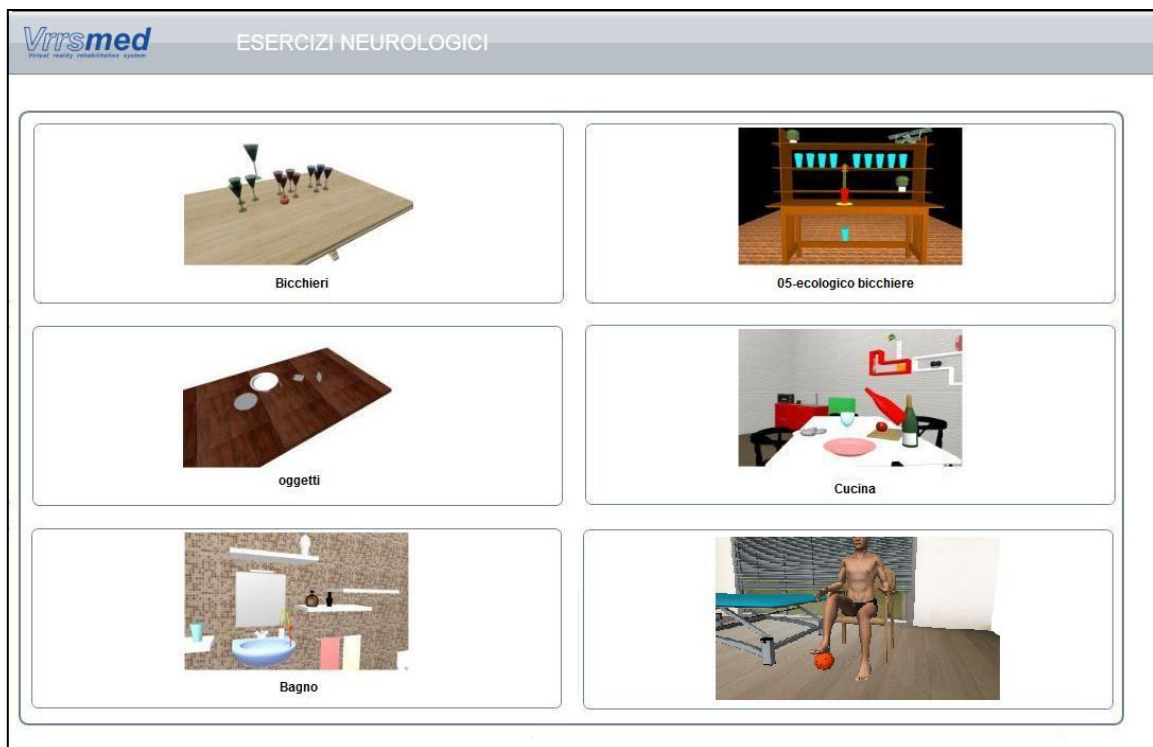 Vrrsmed
Virtual reality rehabilitation system
ESERCIZI NEUROLOGICI
Bicchieri
05-ecologico bicchiere
oggetti
Cucina
Bagno